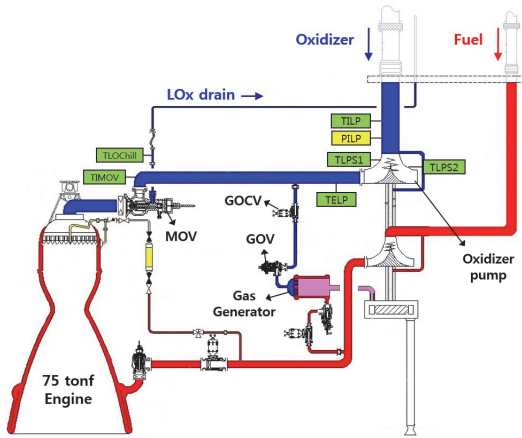 Oxidizer
Fuel
LOx drain
TILP
PILP
TLOChill
TLPS1
TLPS2
TIMOV
TELP
GOCV
MOV
GOV
Oxidizer
pump
Gas
Generator
75 tonf
Engine